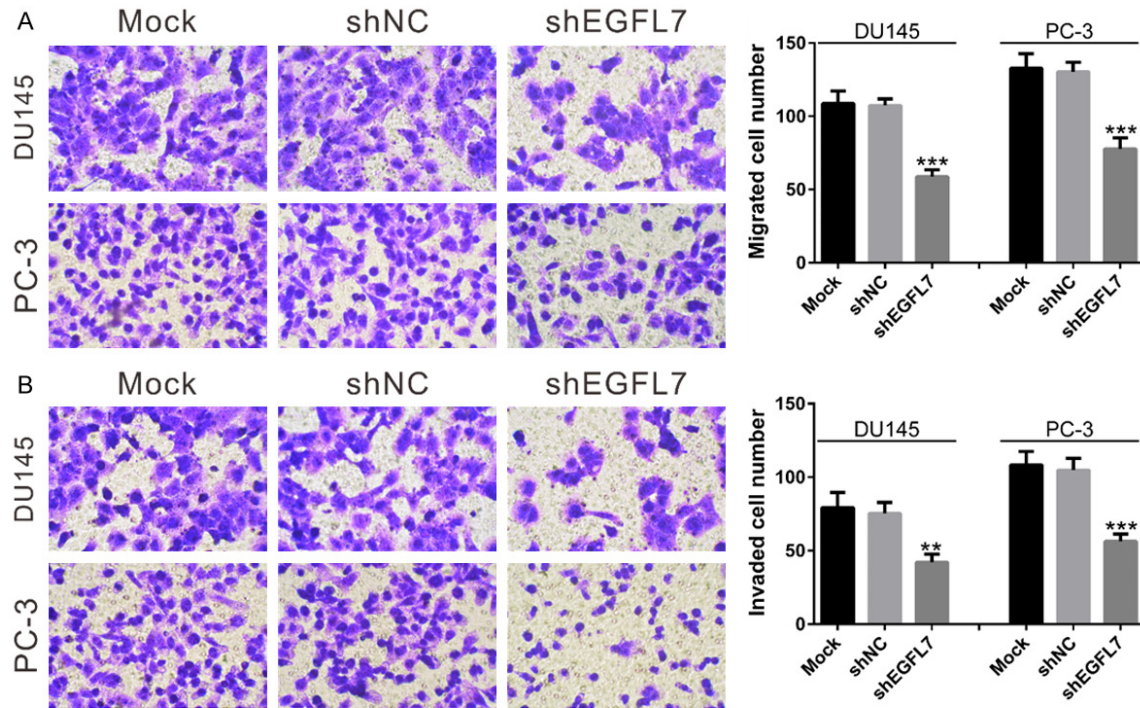 A
Mock shNC shEGFL7
DU145
PC-3
Migrated cell number
150
100
50
0
DU145 PC-3
***
***
Mock shNC shEGFL7 Mock shNC shEGFL7
B
Mock shNC shEGFL7
DU145
PC-3
Invaded cell number
150
100
50
0
DU145 PC-3
**
***
Mock shNC shEGFL7 Mock shNC shEGFL7